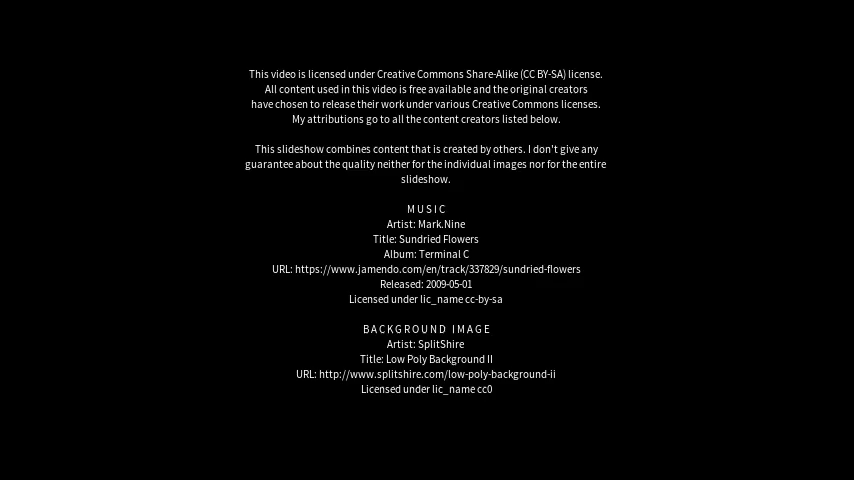 This video is licensed under Creative Commons Share-Alike (CC BY-SA) license.
All content used in this video is free available and the original creators
have chosen to release their work under various Creative Commons licenses.
My attributions go to all the content creators listed below.
This slideshow combines content that is created by others. I don't give any
guarantee about the quality neither for the individual images nor for the entire
slideshow.
MUSIC
Artist: Mark.Nine
Title: Sundried Flowers
Album: Terminal C
URL: https://www.jamendo.com/en/track/337829/sundried-flowers
Released: 2009-05-01
Licensed under lic_name cc-by-sa
BACKGROUND IMAGE
Artist: SplitShire
Title: Low Poly Background II
URL: http://www.splitshire.com/low-poly-background-ii
Licensed under lic_name cc0